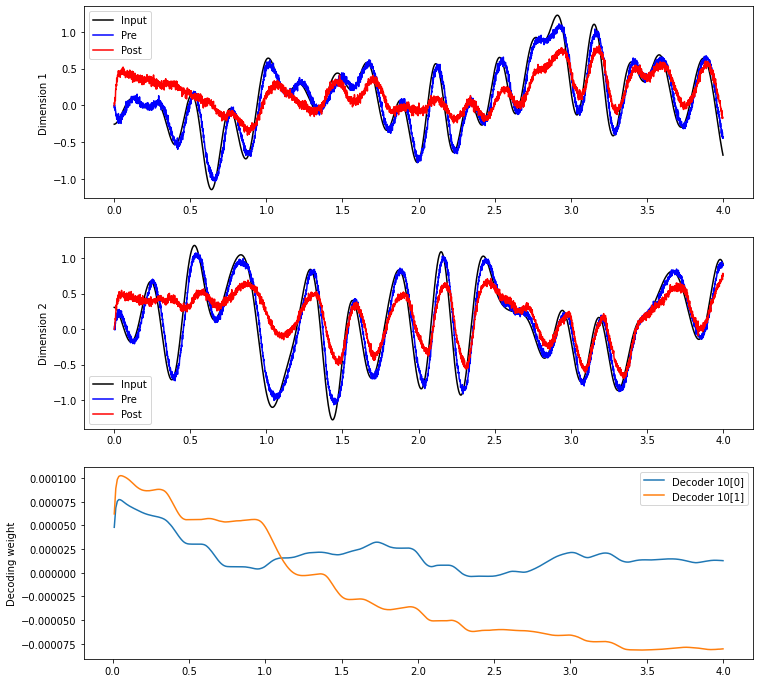 Input
Pre
Post
Dimension 1
1.0
0.5
0.0
−0.5
−1.0
0.0 0.5 1.0 1.5 2.0 2.5 3.0 3.5 4.0
Dimension 2
1.0
0.5
0.0
−0.5
−1.0
Input
Pre
Post
0.0 0.5 1.0 1.5 2.0 2.5 3.0 3.5 4.0
Decoding weight
0.000100
0.000075
0.000050
0.000025
0.000000
−0.000025
−0.000050
−0.000075
Decoder 10[0]
Decoder 10[1]
0.0 0.5 1.0 1.5 2.0 2.5 3.0 3.5 4.0